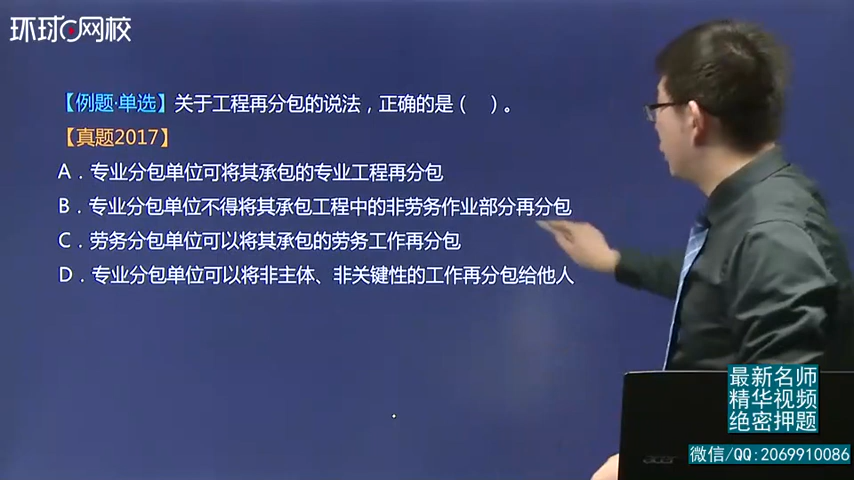 环球网校
【例题·单选】关于工程再分包的说法，正确的是（　）。
【真题2017】
A．专业分包单位可将其承包的专业工程再分包
B．专业分包单位不得将其承包工程中的非劳务作业部分再分包
C．劳务分包单位可以将其承包的劳务工作再分包
D．专业分包单位可以将非主体、非关键性的工作再分包给他人
最新名师
精华视频
绝密押题
微信/QQ:2069910086
acer